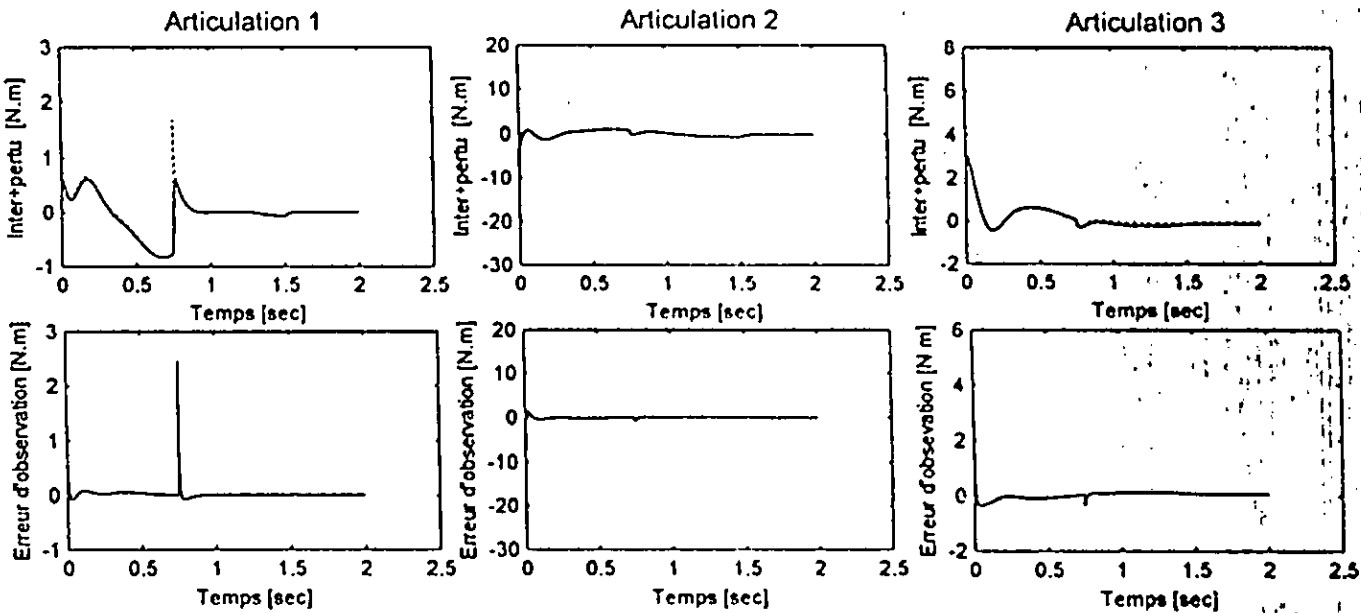 Articulation 1
Articulation 2
Articulation 3
Inter+pertu [N.m]
3
2
1
0
-1
0 0.5 1 1.5 2 2.5
Temps [sec]
Inter+pertu [N.m]
20
10
0
-10
-20
-30
0 0.5 1 1.5 2 2.5
Temps [sec]
Inter+pertu [N.m]
8
6
4
2
0
-2
0 0.5 1 1.5 2 2.5
Temps [sec]
Erreur d'observation [N.m]
3
2
1
0
-1
0 0.5 1 1.5 2 2.5
Temps [sec]
Erreur d'observation [N.m]
20
10
0
-10
-20
-30
0 0.5 1 1.5 2 2.5
Temps [sec]
Erreur d'obsevation [N m]
6
4
2
0
-2
0 0.5 1 1.5 2 2.5
Temps [sec]